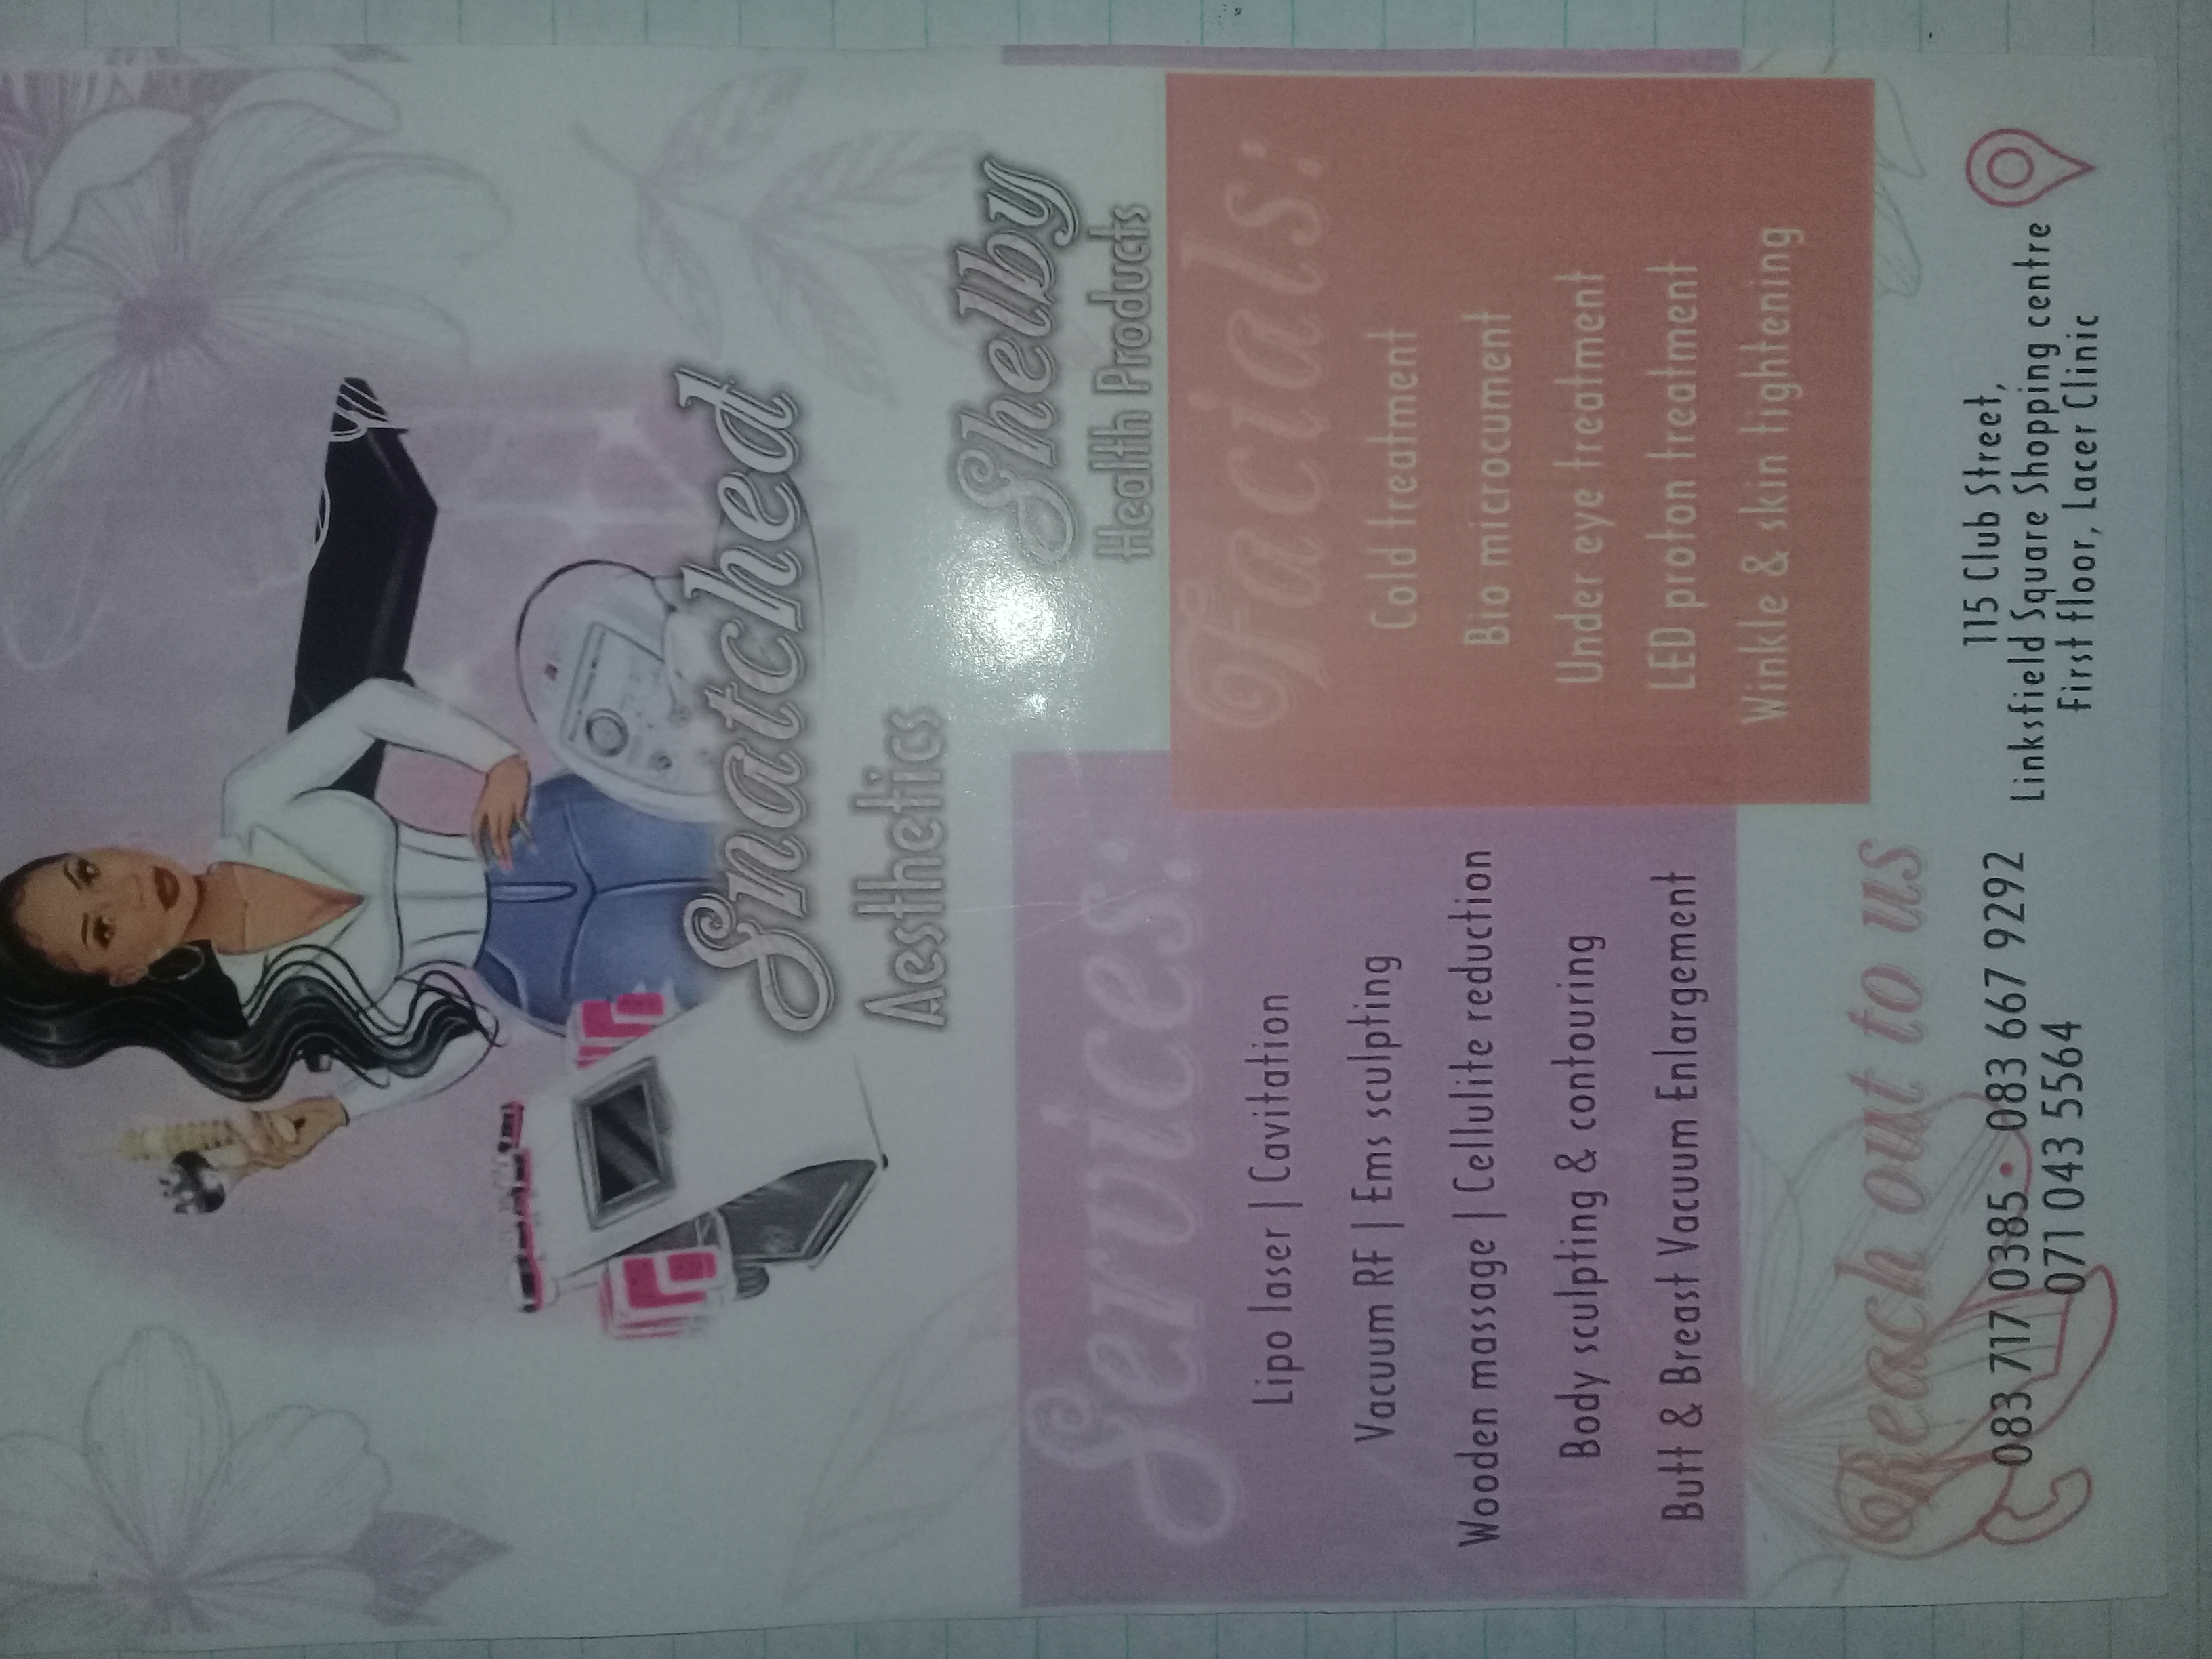 Snatched
Aesthetics
Shelby
Health Products
Services:
Lipo laser | Cavitation
Vacuum RF | Ems sculpting
Wooden massage | Cellulite reduction
Body sculpting & contouring
Butt & Breast Vacuum Enlargement
Facials:
Cold treatment
Bio microcument
Under eye treatment
LED proton treatment
Winkle & skin tightening
Reach out to us
083 717 0385 • 083 667 9292
071 043 5564
115 Club Street,
Linksfield Square Shopping centre
First floor, Lacer Clinic